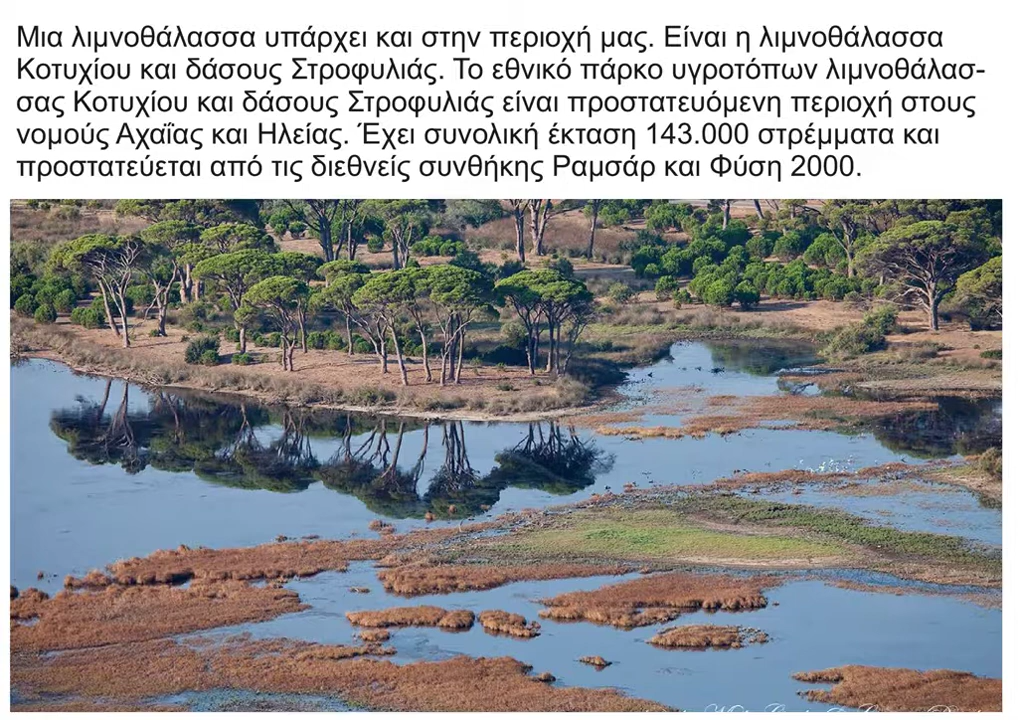 Μια λιμνοθάλασσα υπάρχει και στην περιοχή μας. Είναι η λιμνοθάλασσα
Κοτυχίου και δάσους Στροφυλιάς. Το εθνικό πάρκο υγροτόπων λιμνοθάλασ-
σας Κοτυχίου και δάσους Στροφυλιάς είναι προστατευόμενη περιοχή στους
νομούς Αχαΐας και Ηλείας. Έχει συνολική έκταση 143.000 στρέμματα και
προστατεύεται από τις διεθνείς συνθήκης Ραμσάρ και Φύση 2000.